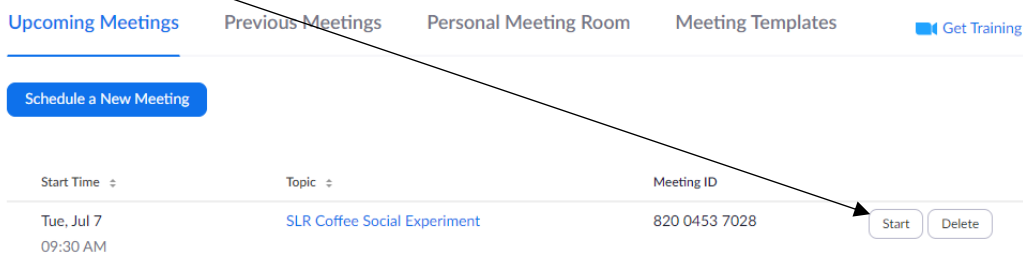 Upcoming Meetings Previous Meetings Personal Meeting Room Meeting Templates Get Training
Schedule a New Meeting
Start Time Topic Meeting ID
Tue, Jul 7 SLR Coffee Social Experiment 820 0453 7028 Start Delete
09:30 AM